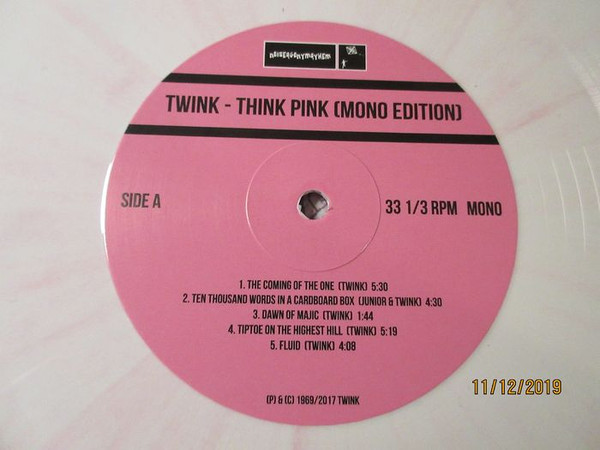 NOISEAGONYMAYHEM
TWINK - THINK PINK (MONO EDITION)
SIDE A
33 1/3 RPM MONO
1. THE COMING OF THE ONE (TWINK) 5:30
2. TEN THOUSAND WORDS IN A CARDBOARD BOX (JUNIOR & TWINK) 4:30
3. DAWN OF MAJIC (TWINK) 1:44
4. TIPTOE ON THE HIGHEST HILL (TWINK) 5:19
5. FLUID (TWINK) 4:08
(P) & (C) 1969/2017 TWINK
11/12/2019